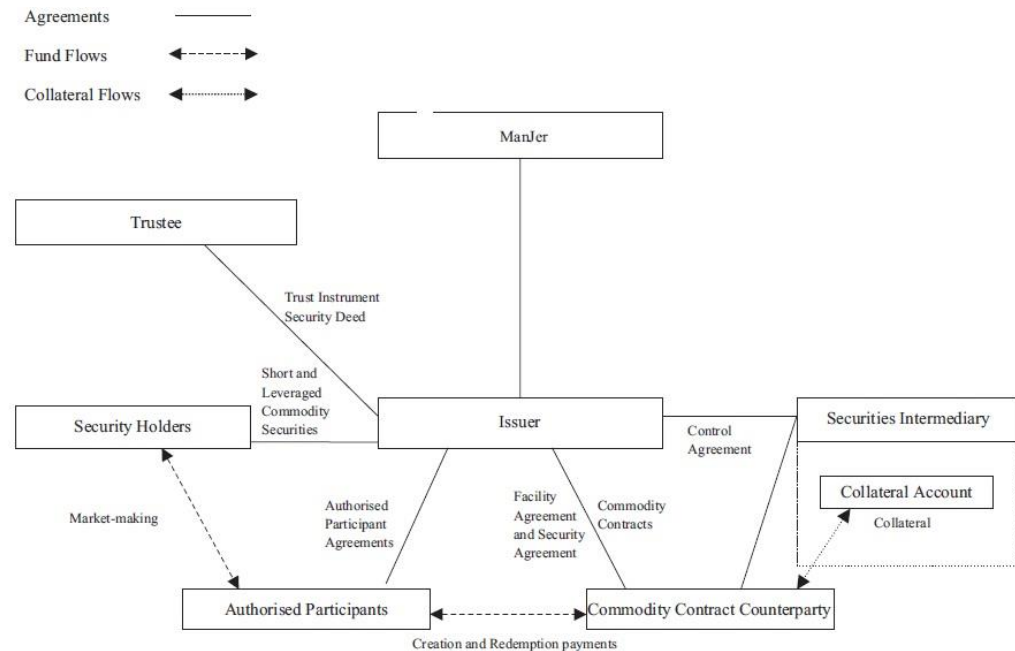 Agreements
Fund Flows
Collateral Flows
ManJer
Trustee
Trust Instrument
Security Deed
Short and
Leveraged
Commodity
Securities
Security Holders
Issuer
Control
Agreement
Securities Intermediary
Collateral Account
Collateral
Market-making
Authorised
Participant
Agreements
Facility
Agreement
and Security
Agreement
Commodity
Contracts
Authorised Participants
Commodity Contract Counterparty
Creation and Redemption payments